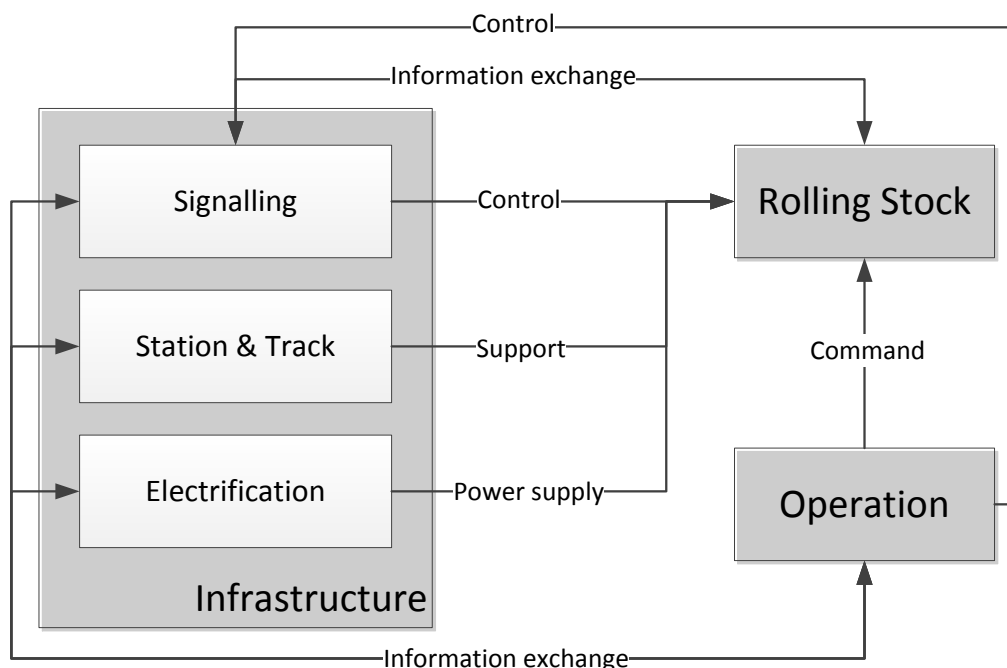 Control
Information exchange
Signalling
Control
Rolling Stock
Station & Track
Support
Command
Electrification
Power supply
Operation
Infrastructure
Information exchange